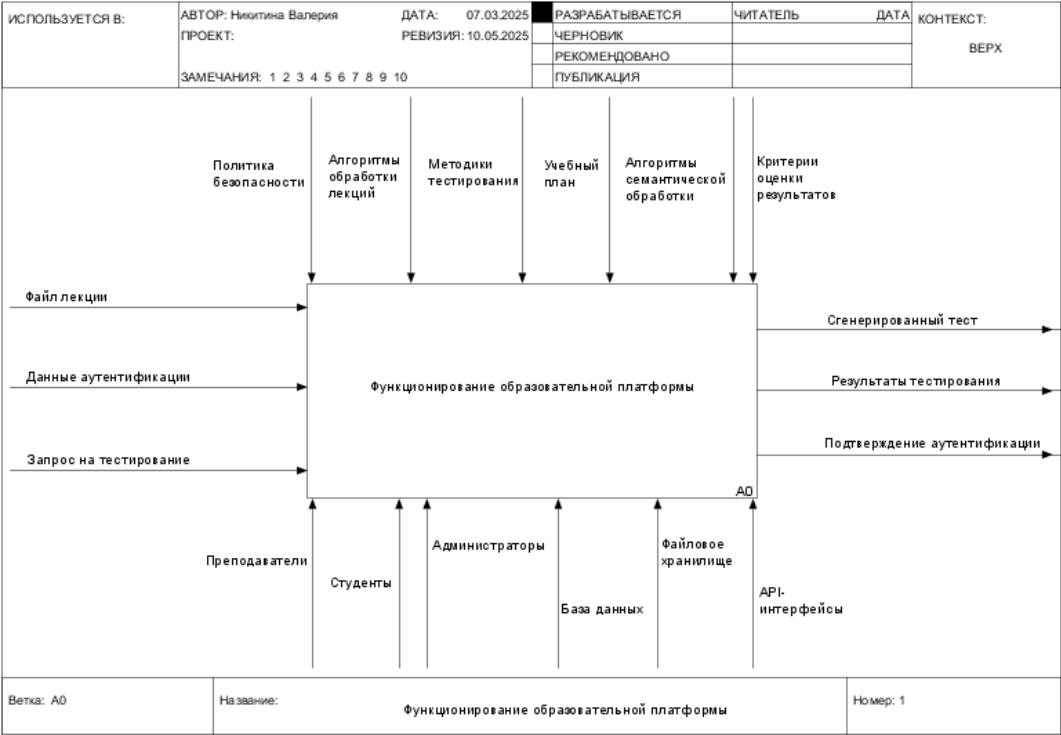 ИСПОЛЬЗУЕТСЯ В:
АВТОР: Никитина Валерия
ДАТА: 07.03.2025
ПРОЕКТ:
РЕВИЗИЯ: 10.05.2025
ЗАМЕЧАНИЯ: 1 2 3 4 5 6 7 8 9 10
РАЗРАБАТЫВАЕТСЯ
ЧЕРНОВИК
РЕКОМЕНДОВАНО
ПУБЛИКАЦИЯ
ЧИТАТЕЛЬ
ДАТА
КОНТЕКСТ:
ВЕРХ
Политика
безопасности
Алгоритмы
обработки
лекций
Методики
тестирования
Учебный
план
Алгоритмы
семантической
обработки
Критерии
оценки
результатов
Файл лекции
Данные аутентификации
Запрос на тестирование
Функционирование образовательной платформы
A0
Сгенерированный тест
Результаты тестирования
Подтверждение аутентификации
Преподаватели
Студенты
Администраторы
База данных
Файловое
хранилище
API-
интерфейсы
Ветка: A0
Название:
Функционирование образовательной платформы
Номер: 1